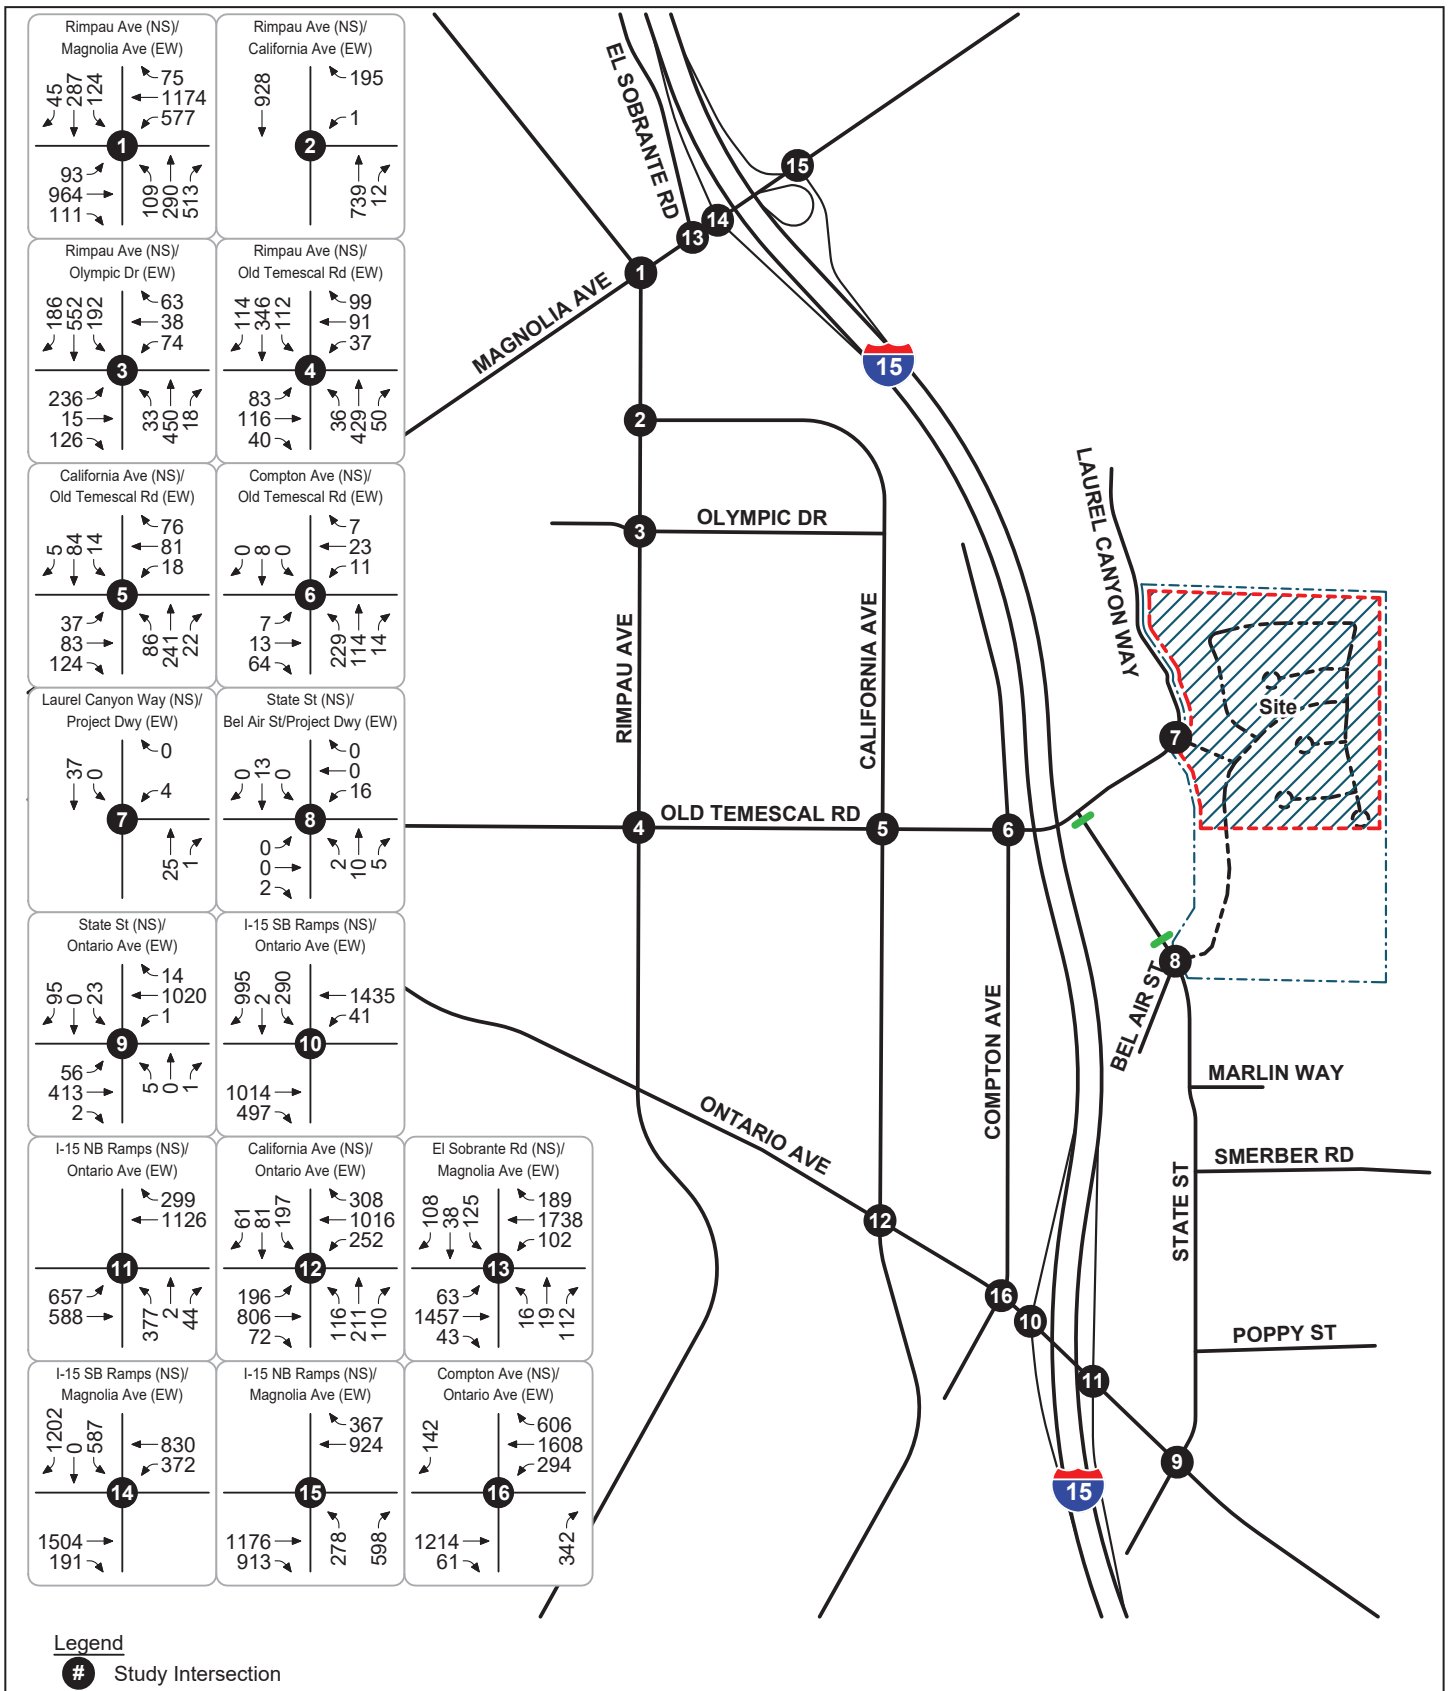 Rimpau Ave (NS)/
Magnolia Ave (EW)
45 287 124
75
1174
577
1
93
964
111
109 290 513
Rimpau Ave (NS)/
California Ave (EW)
928
195
1
2
739 12
Rimpau Ave (NS)/
Olympic Dr (EW)
186 552 192
63
38
74
3
236
15
126
33 450 18
Rimpau Ave (NS)/
Old Temescal Rd (EW)
114 346 112
99
91
37
4
83
116
40
36 429 50
California Ave (NS)/
Old Temescal Rd (EW)
5 84 14
76
81
18
5
37
83
124
86 241 22
Compton Ave (NS)/
Old Temescal Rd (EW)
0 8 0
7
23
11
6
7
13
64
229 114 14
Laurel Canyon Way (NS)/
Project Dwy (EW)
37 0
0
4
7
25 1
State St (NS)/
Bel Air St/Project Dwy (EW)
0 13 0
0
0
16
8
0
0
2
2 10 5
State St (NS)/
Ontario Ave (EW)
95 0 23
14
1020
1
9
56
413
2
5 0 1
I-15 SB Ramps (NS)/
Ontario Ave (EW)
995 2 290
1435
41
10
1014
497
I-15 NB Ramps (NS)/
Ontario Ave (EW)
299
1126
11
657
588
377 2 44
California Ave (NS)/
Ontario Ave (EW)
61 81 197
308
1016
252
12
196
806
72
116 211 110
El Sobrante Rd (NS)/
Magnolia Ave (EW)
108 38 125
189
1738
102
13
63
1457
43
16 19 112
I-15 SB Ramps (NS)/
Magnolia Ave (EW)
1202 0 587
830
372
14
1504
191
I-15 NB Ramps (NS)/
Magnolia Ave (EW)
367
924
15
1176
913
278 598
Compton Ave (NS)/
Ontario Ave (EW)
142
606
1608
294
16
1214
61
342
EL SOBRANTE RD
15
14
13
1
MAGNOLIA AVE
15
2
LAUREL CANYON WAY
3
OLYMPIC DR
RIMPAU AVE
CALIFORNIA AVE
Site
7
4
OLD TEMESCAL RD
5
6
8
BEL AIR ST
COMPTON AVE
MARLIN WAY
ONTARIO AVE
SMERBER RD
STATE ST
12
16
10
POPPY ST
11
9
15
Legend
# Study Intersection